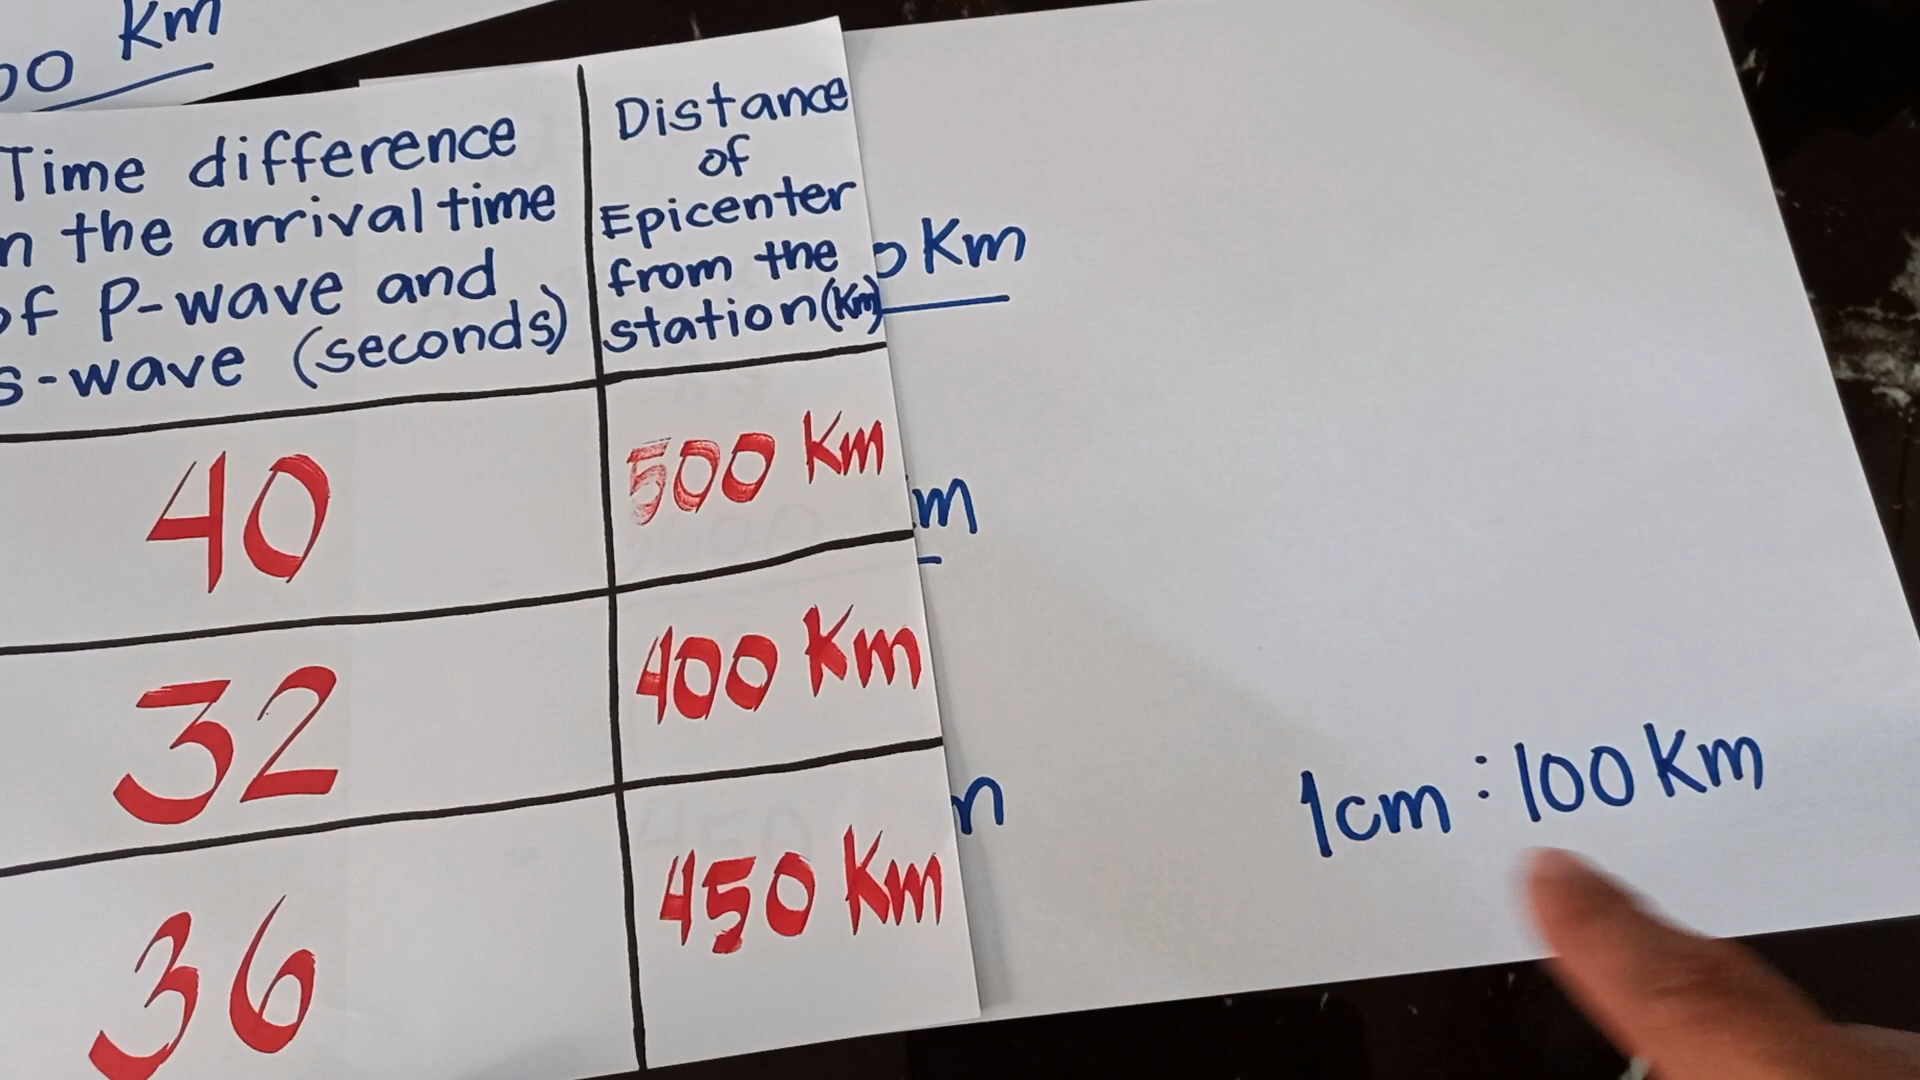 Km
Time difference
the arrival time
of P-wave and
s-wave (seconds)
Distance
of
Epicenter
from the
station (Km)
Km
40
500 Km
32
400 Km
36
450 Km
1cm : 100 Km